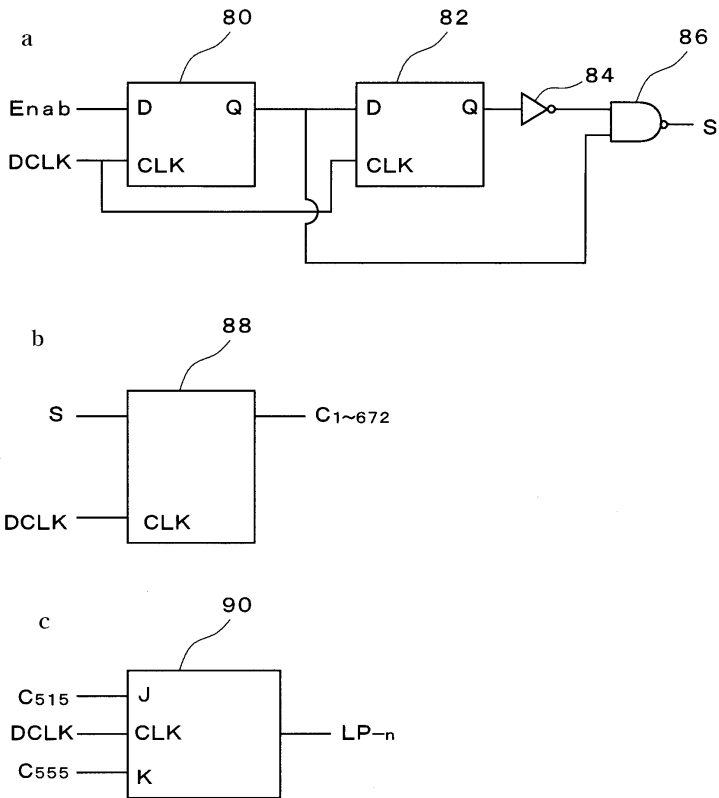 a
80
82
84
86
Enab
D
Q
D
Q
S
DCLK
CLK
CLK
b
88
S
C1~672
DCLK
CLK
c
90
C515
J
DCLK
CLK
LP-n
C555
K